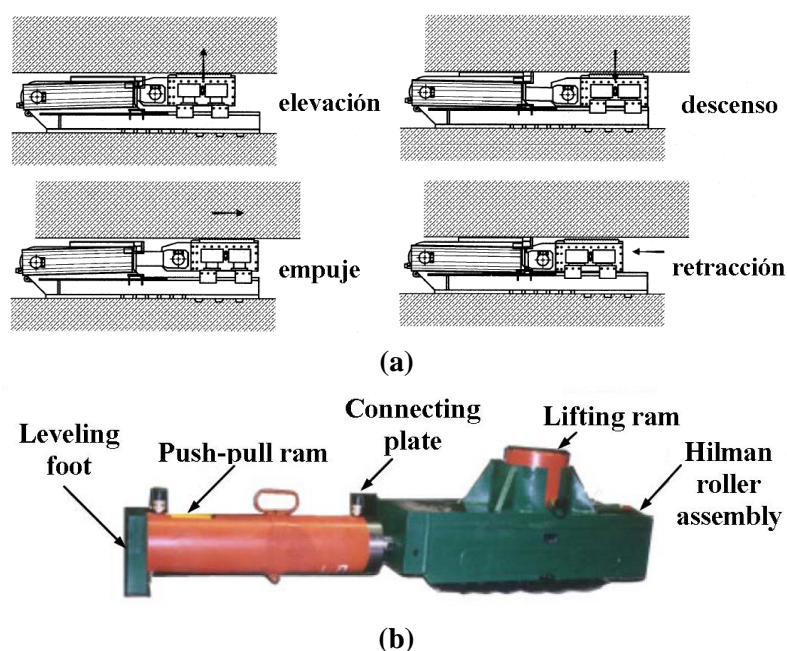 elevación
descenso
empuje
retracción
(a)
Leveling
foot
Push-pull ram
Connecting
plate
Lifting ram
Hilman
roller
assembly
(b)